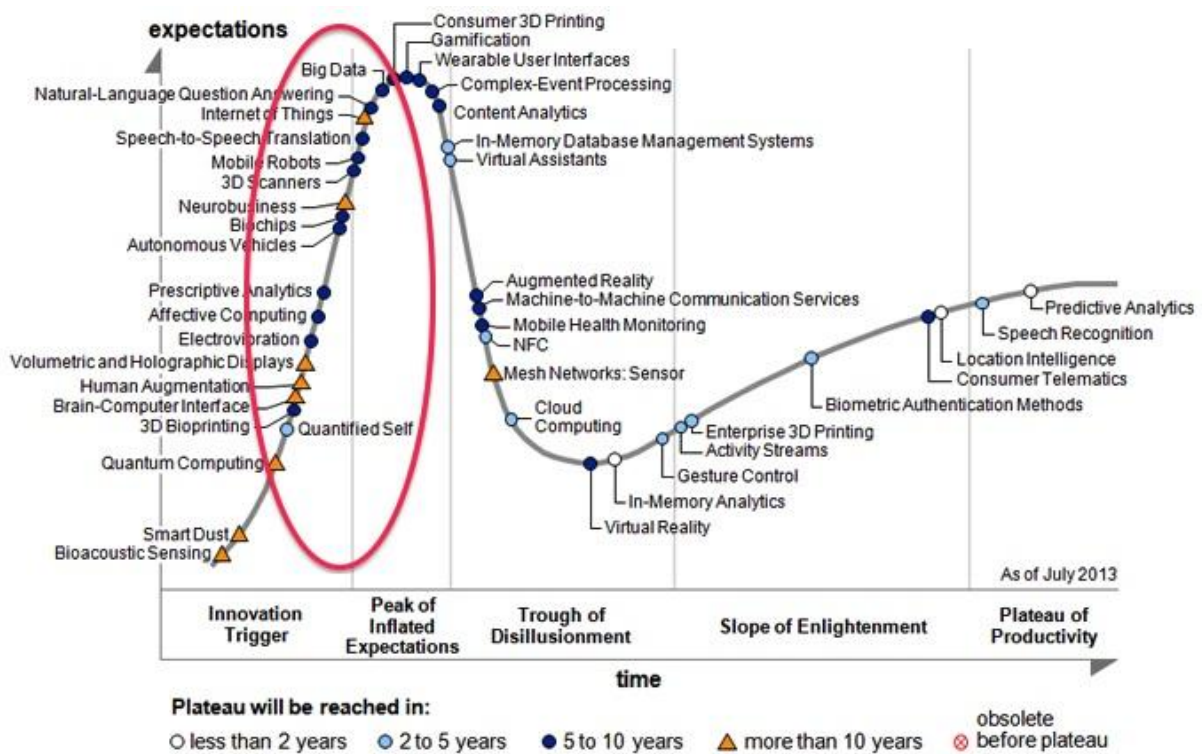 expectations
Consumer 3D Printing
Gamification
Wearable User Interfaces
Big Data
Complex-Event Processing
Natural-Language Question Answering
Content Analytics
Internet of Things
Speech-to-Speech Translation
In-Memory Database Management Systems
Virtual Assistants
Mobile Robots
3D Scanners
Neurobusiness
Biochips
Autonomous Vehicles
Prescriptive Analytics
Affective Computing
Electrovibration
Volumetric and Holographic Displays
Human Augmentation
Brain-Computer Interface
3D Bioprinting
Quantified Self
Quantum Computing
Smart Dust
Bioacoustic Sensing
Augmented Reality
Machine-to-Machine Communication Services
Mobile Health Monitoring
NFC
Mesh Networks: Sensor
Cloud
Computing
Virtual Reality
In-Memory Analytics
Gesture Control
Activity Streams
Enterprise 3D Printing
Biometric Authentication Methods
Consumer Telematics
Location Intelligence
Speech Recognition
Predictive Analytics
As of July 2013
Innovation
Trigger
Peak of
Inflated
Expectations
Trough of
Disillusionment
Slope of Enlightenment
Plateau of
Productivity
time
Plateau will be reached in:
less than 2 years
2 to 5 years
5 to 10 years
more than 10 years
obsolete
before plateau